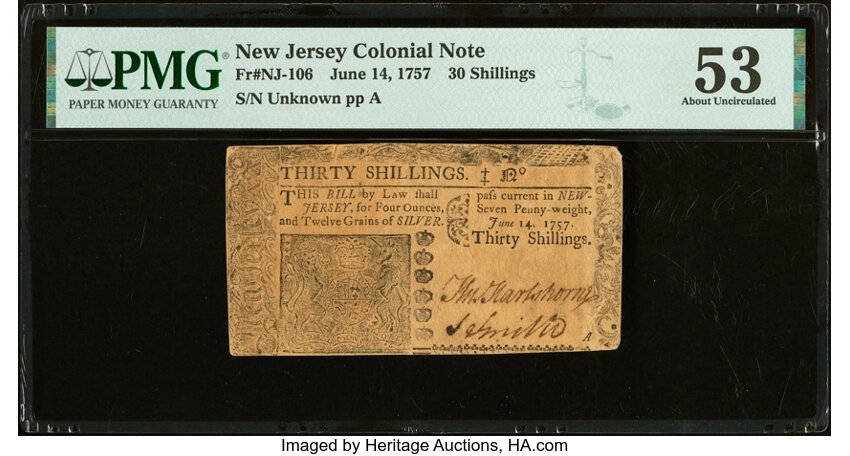 PMG®
PAPER MONEY GUARANTY
New Jersey Colonial Note
Fr#NJ-106 June 14, 1757 30 Shillings
S/N Unknown pp A
53
About Uncirculated
THIRTY SHILLINGS. ‡ No
THIS BILL by LAW ſhall paſs current in NEW-
JERSEY, for Four Ounces, Seven Penny-weight,
and Twelve Grains of SILVER. June 14. 1757.
Thirty Shillings.
Hartshorne
Smith
A
Imaged by Heritage Auctions, HA.com